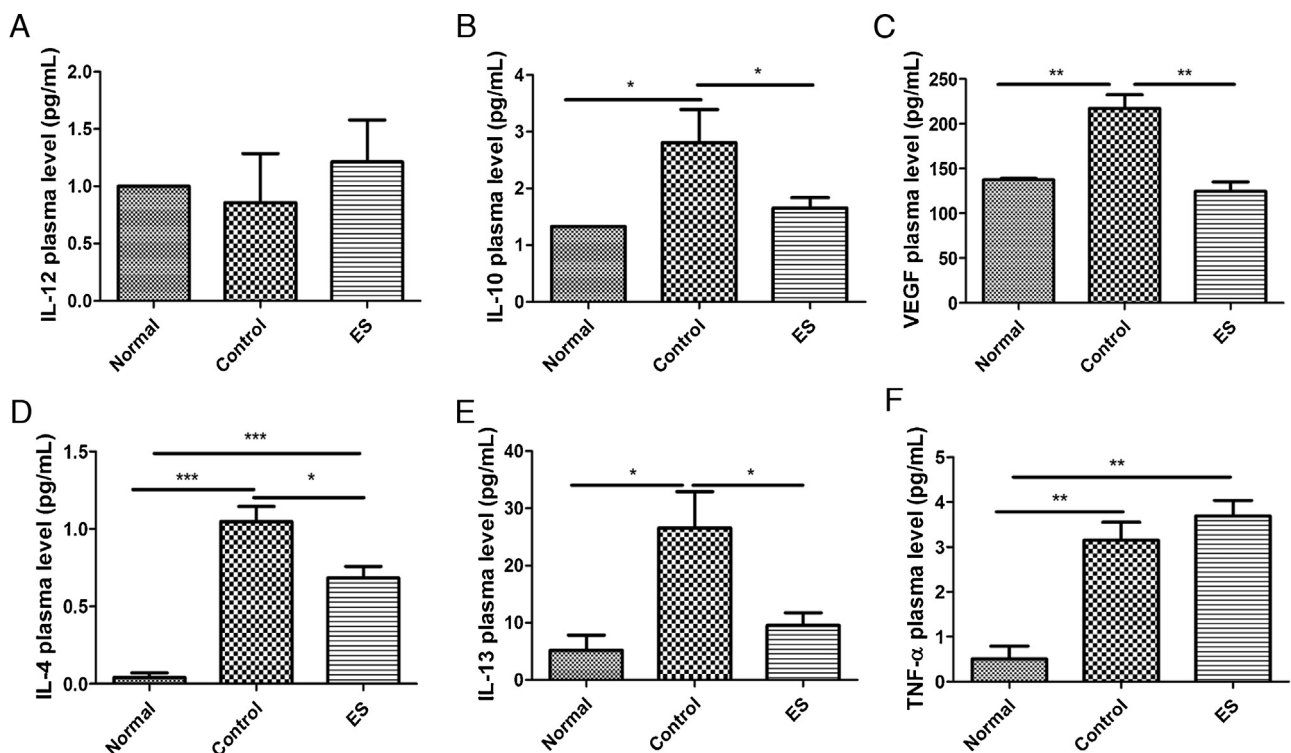 A
IL-12 plasma level (pg/mL)
2.0
1.5
1.0
0.5
0.0
Normal
Control
ES
B
IL-10 plasma level (pg/mL)
4
3
2
1
0
*
*
Normal
Control
ES
C
VEGF plasma level (pg/mL)
250
200
150
100
50
0
**
**
Normal
Control
ES
D
IL-4 plasma level (pg/mL)
1.5
1.0
0.5
0.0
***
***
*
Normal
Control
ES
E
IL-13 plasma level (pg/mL)
40
30
20
10
0
*
*
Normal
Control
ES
F
TNF-α plasma level (pg/mL)
5
4
3
2
1
0
**
**
Normal
Control
ES